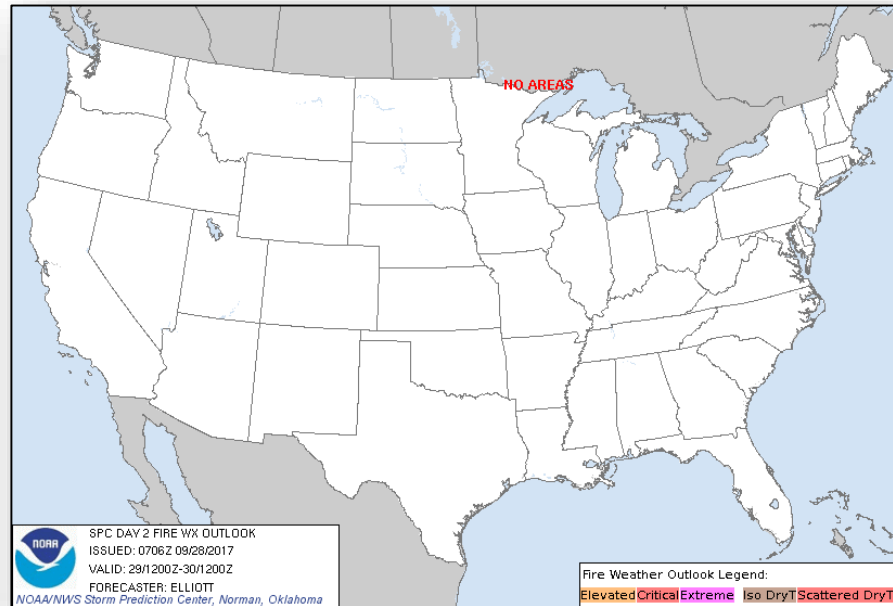 NO AREAS
NOAA
SPC DAY 2 FIRE WX OUTLOOK
ISSUED: 0706Z 09/28/2017
VALID: 29/1200Z-30/1200Z
FORECASTER: ELLIOTT
NOAA/NWS Storm Prediction Center, Norman, Oklahoma
Fire Weather Outlook Legend:
Elevated Critical Extreme Iso DryT Scattered DryT